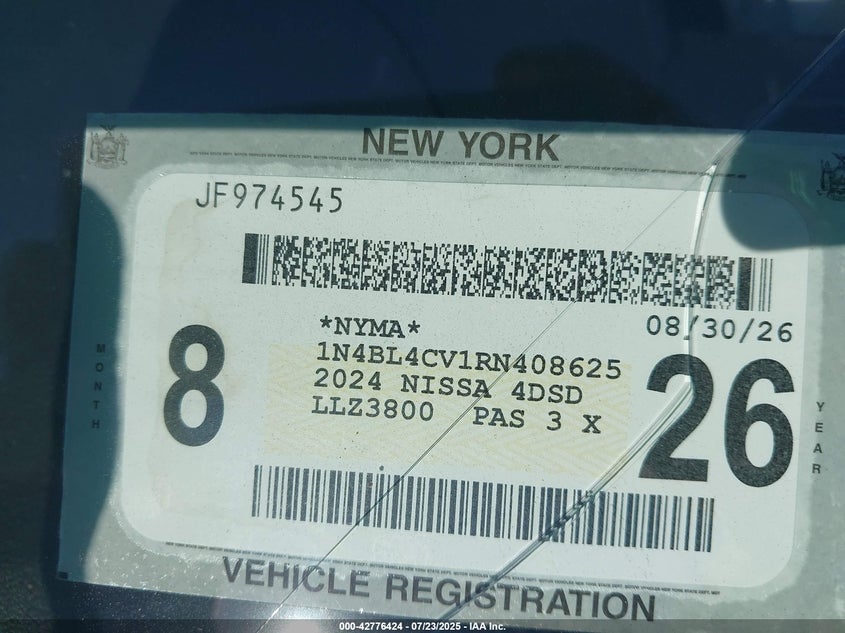 NEW YORK
JF974545
*NYMA*
08/30/26
1N4BL4CV1RN408625
2024 NISSA 4DSD
LLZ3800 PAS 3 X
8
26
MONTH
YEAR
VEHICLE REGISTRATION
000-42776424 - 07/23/2025 - IAA Inc.